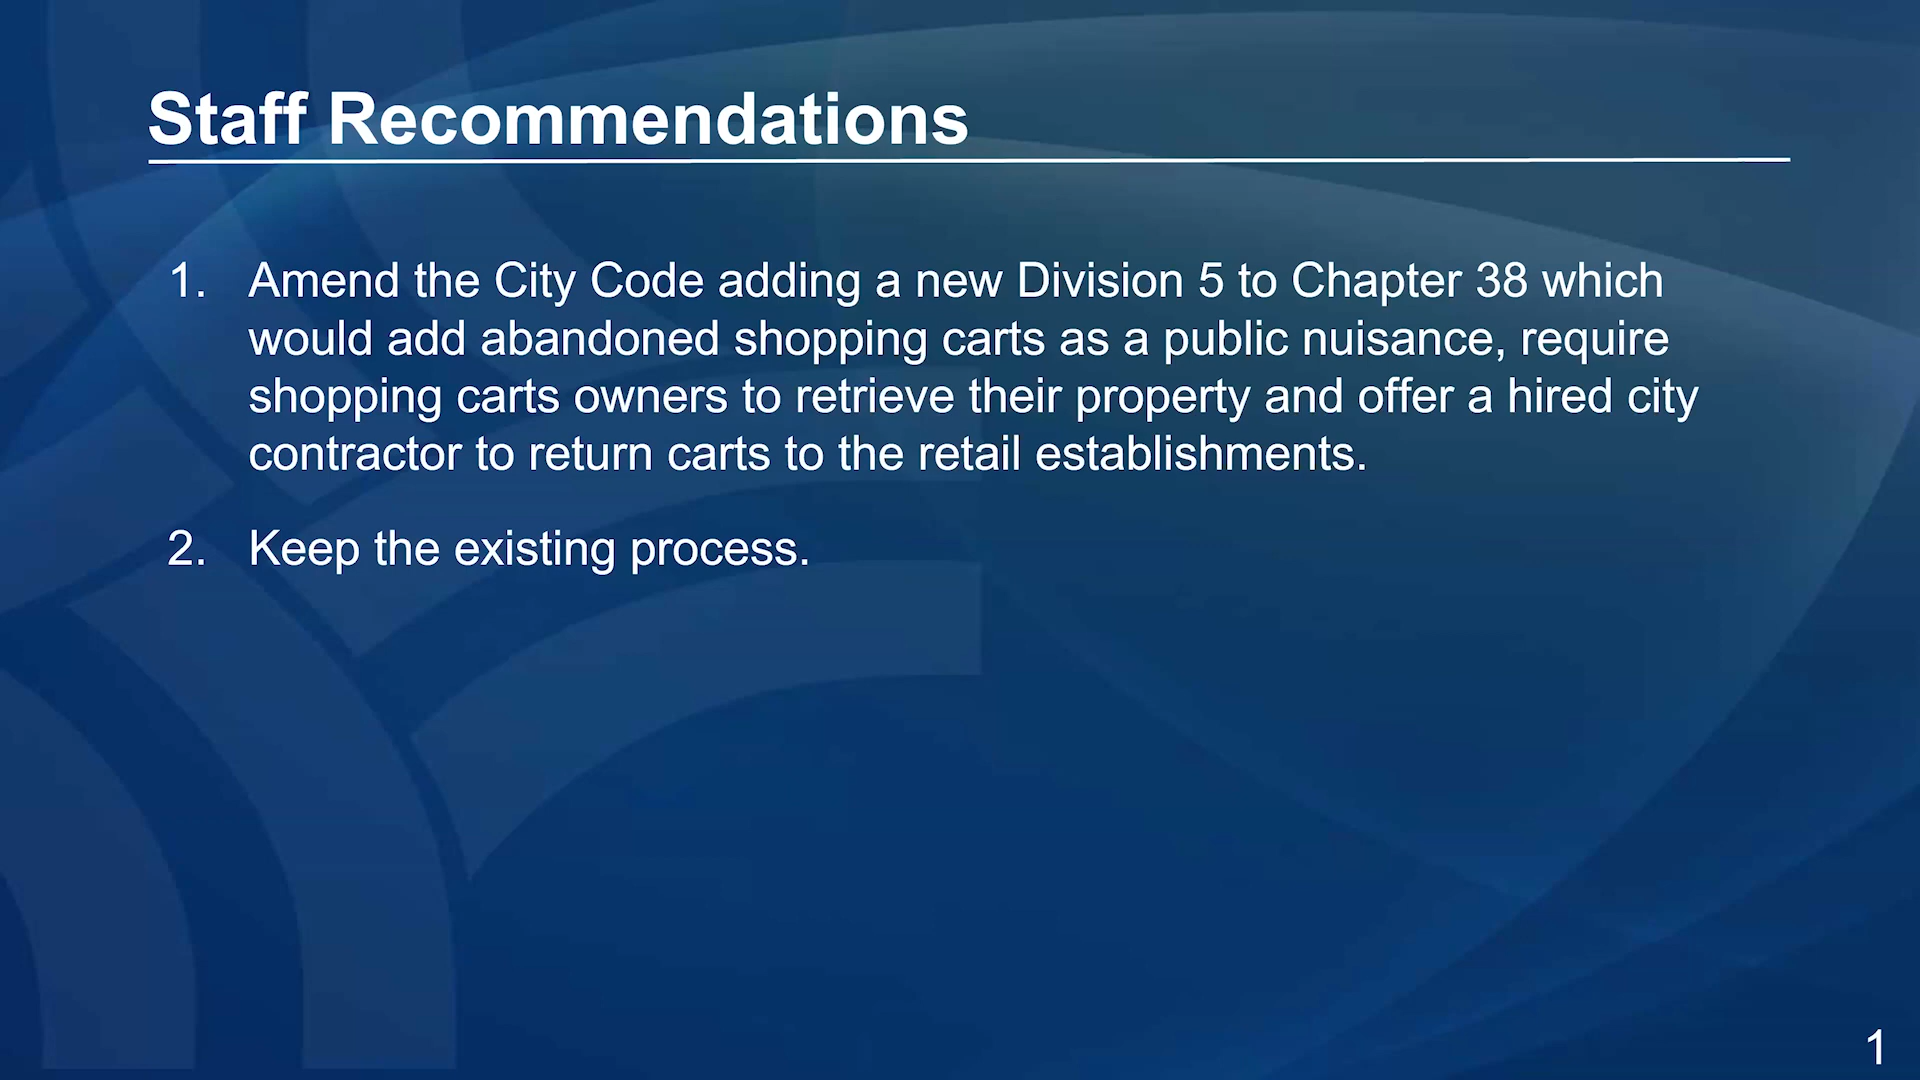 Staff Recommendations
1. Amend the City Code adding a new Division 5 to Chapter 38 which
would add abandoned shopping carts as a public nuisance, require
shopping carts owners to retrieve their property and offer a hired city
contractor to return carts to the retail establishments.
2. Keep the existing process.
1